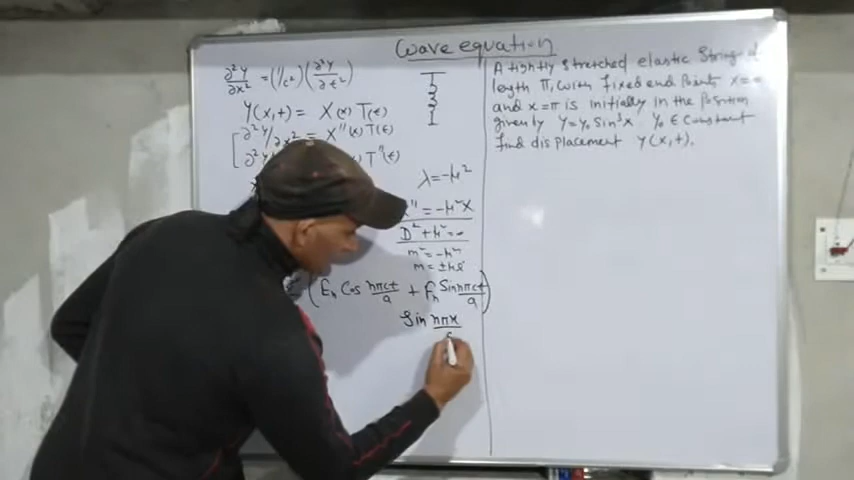 Wave equation
∂²Y/∂x² = (1/c²)(∂²Y/∂t²)
Y(x,t) = X(x) T(t)
∂²Y/∂x² = X"(x) T(t)
T"(t)
λ = -μ²
X" = -μ²X
D² + μ² = 0
m² = -μ²
m = ±μi
(En Cos nπct/a + Fn Sin nπct/a)
Sin nπx
A tightly stretched elastic string of
length π, with fixed end points x=0
and x=π is initially in the position
given by Y=Y₀ Sin³x Y₀ ∈ Constant
find displacement Y(x,t).